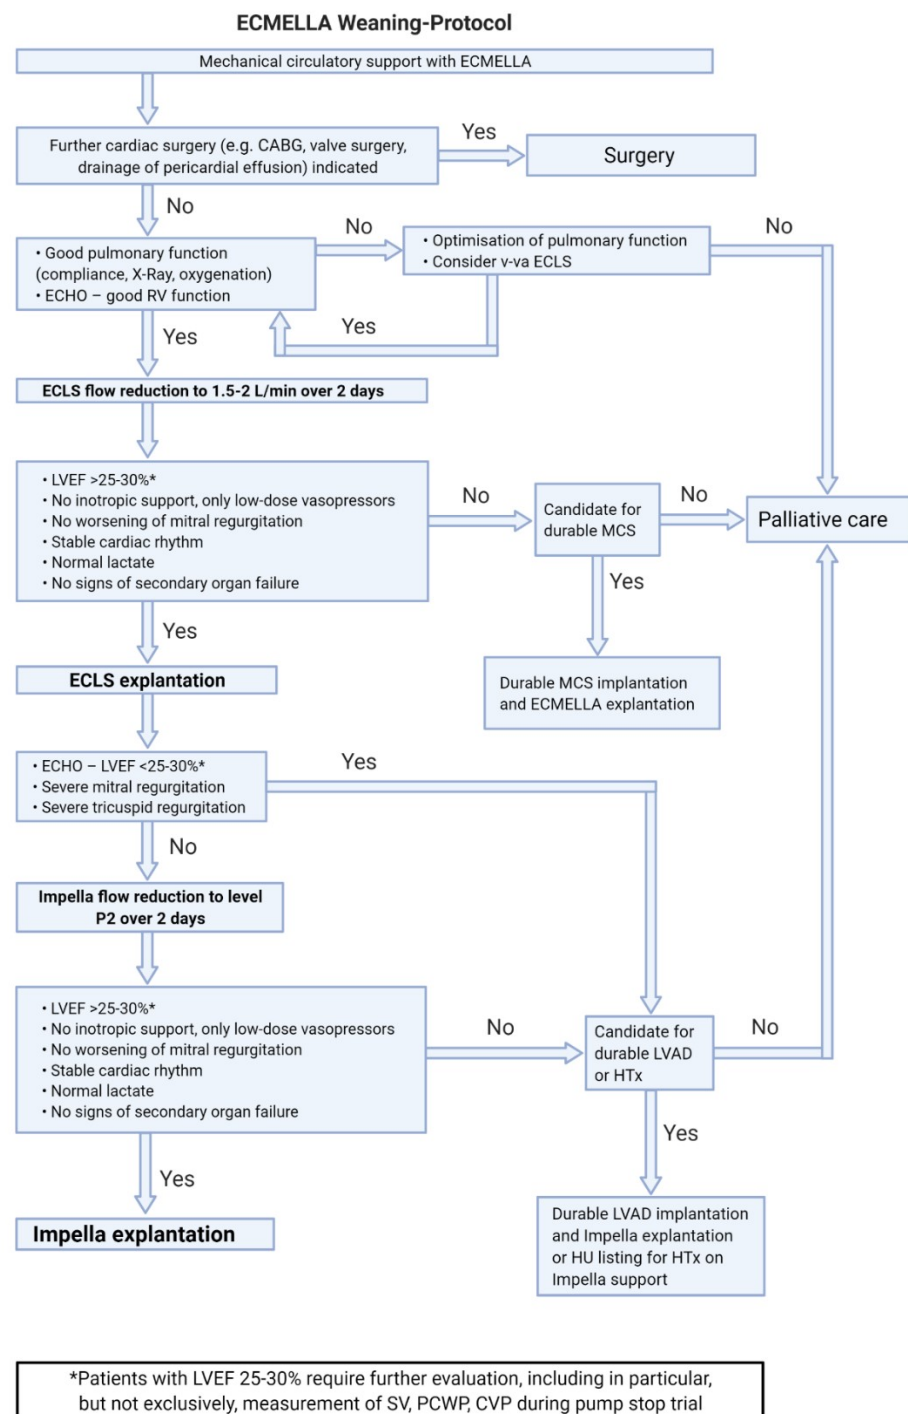 ECMELLA Weaning-Protocol
Mechanical circulatory support with ECMELLA
Further cardiac surgery (e.g. CABG, valve surgery,
drainage of pericardial effusion) indicated
Yes
Surgery
No
• Good pulmonary function
(compliance, X-Ray, oxygenation)
• ECHO – good RV function
No
• Optimisation of pulmonary function
• Consider v-va ECLS
No
Yes
Yes
ECLS flow reduction to 1.5-2 L/min over 2 days
• LVEF >25-30%*
• No inotropic support, only low-dose vasopressors
• No worsening of mitral regurgitation
• Stable cardiac rhythm
• Normal lactate
• No signs of secondary organ failure
No
Candidate for
durable MCS
No
Palliative care
Yes
Durable MCS implantation
and ECMELLA explantation
Yes
ECLS explantation
• ECHO – LVEF <25-30%*
• Severe mitral regurgitation
• Severe tricuspid regurgitation
Yes
No
Impella flow reduction to level
P2 over 2 days
• LVEF >25-30%*
• No inotropic support, only low-dose vasopressors
• No worsening of mitral regurgitation
• Stable cardiac rhythm
• Normal lactate
• No signs of secondary organ failure
No
Candidate for
durable LVAD
or HTx
No
Yes
Yes
Impella explantation
Durable LVAD implantation
and Impella explantation
or HU listing for HTx on
Impella support
*Patients with LVEF 25-30% require further evaluation, including in particular,
but not exclusively, measurement of SV, PCWP, CVP during pump stop trial